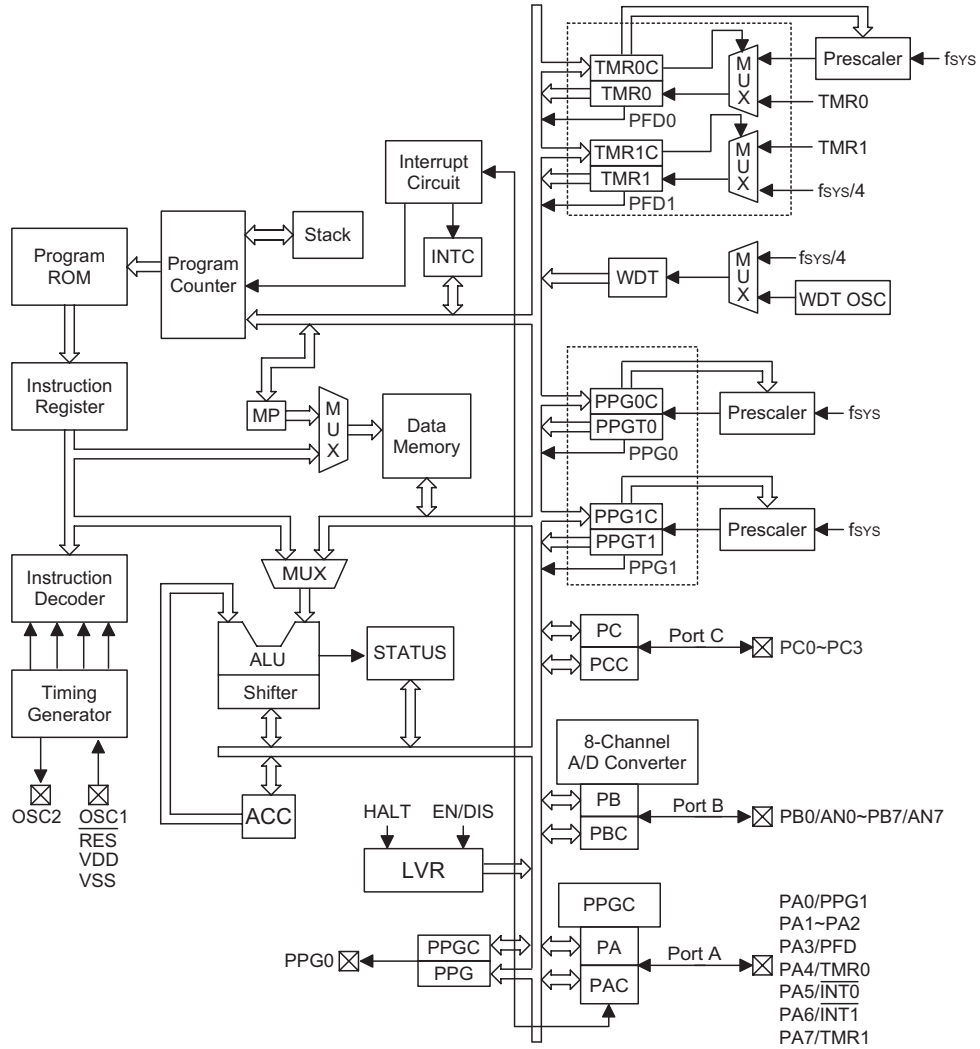 TMR0C
TMR0
PFD0
MUX
Prescaler
fSYS
TMR0
TMR1C
TMR1
PFD1
MUX
TMR1
fSYS/4
Interrupt
Circuit
Stack
INTC
Program
ROM
Program
Counter
WDT
MUX
fSYS/4
WDT OSC
Instruction
Register
MP
MUX
Data
Memory
PPG0C
PPGT0
PPG0
Prescaler
fSYS
PPG1C
PPGT1
PPG1
Prescaler
fSYS
Instruction
Decoder
MUX
ALU
Shifter
STATUS
PC
PCC
Port C
PC0~PC3
Timing
Generator
OSC2
OSC1
RES
VDD
VSS
ACC
8-Channel
A/D Converter
PB
PBC
Port B
PB0/AN0~PB7/AN7
HALT
EN/DIS
LVR
PPGC
PA
PAC
Port A
PPG0
PPGC
PPG
PA0/PPG1
PA1~PA2
PA3/PFD
PA4/TMR0
PA5/INT0
PA6/INT1
PA7/TMR1